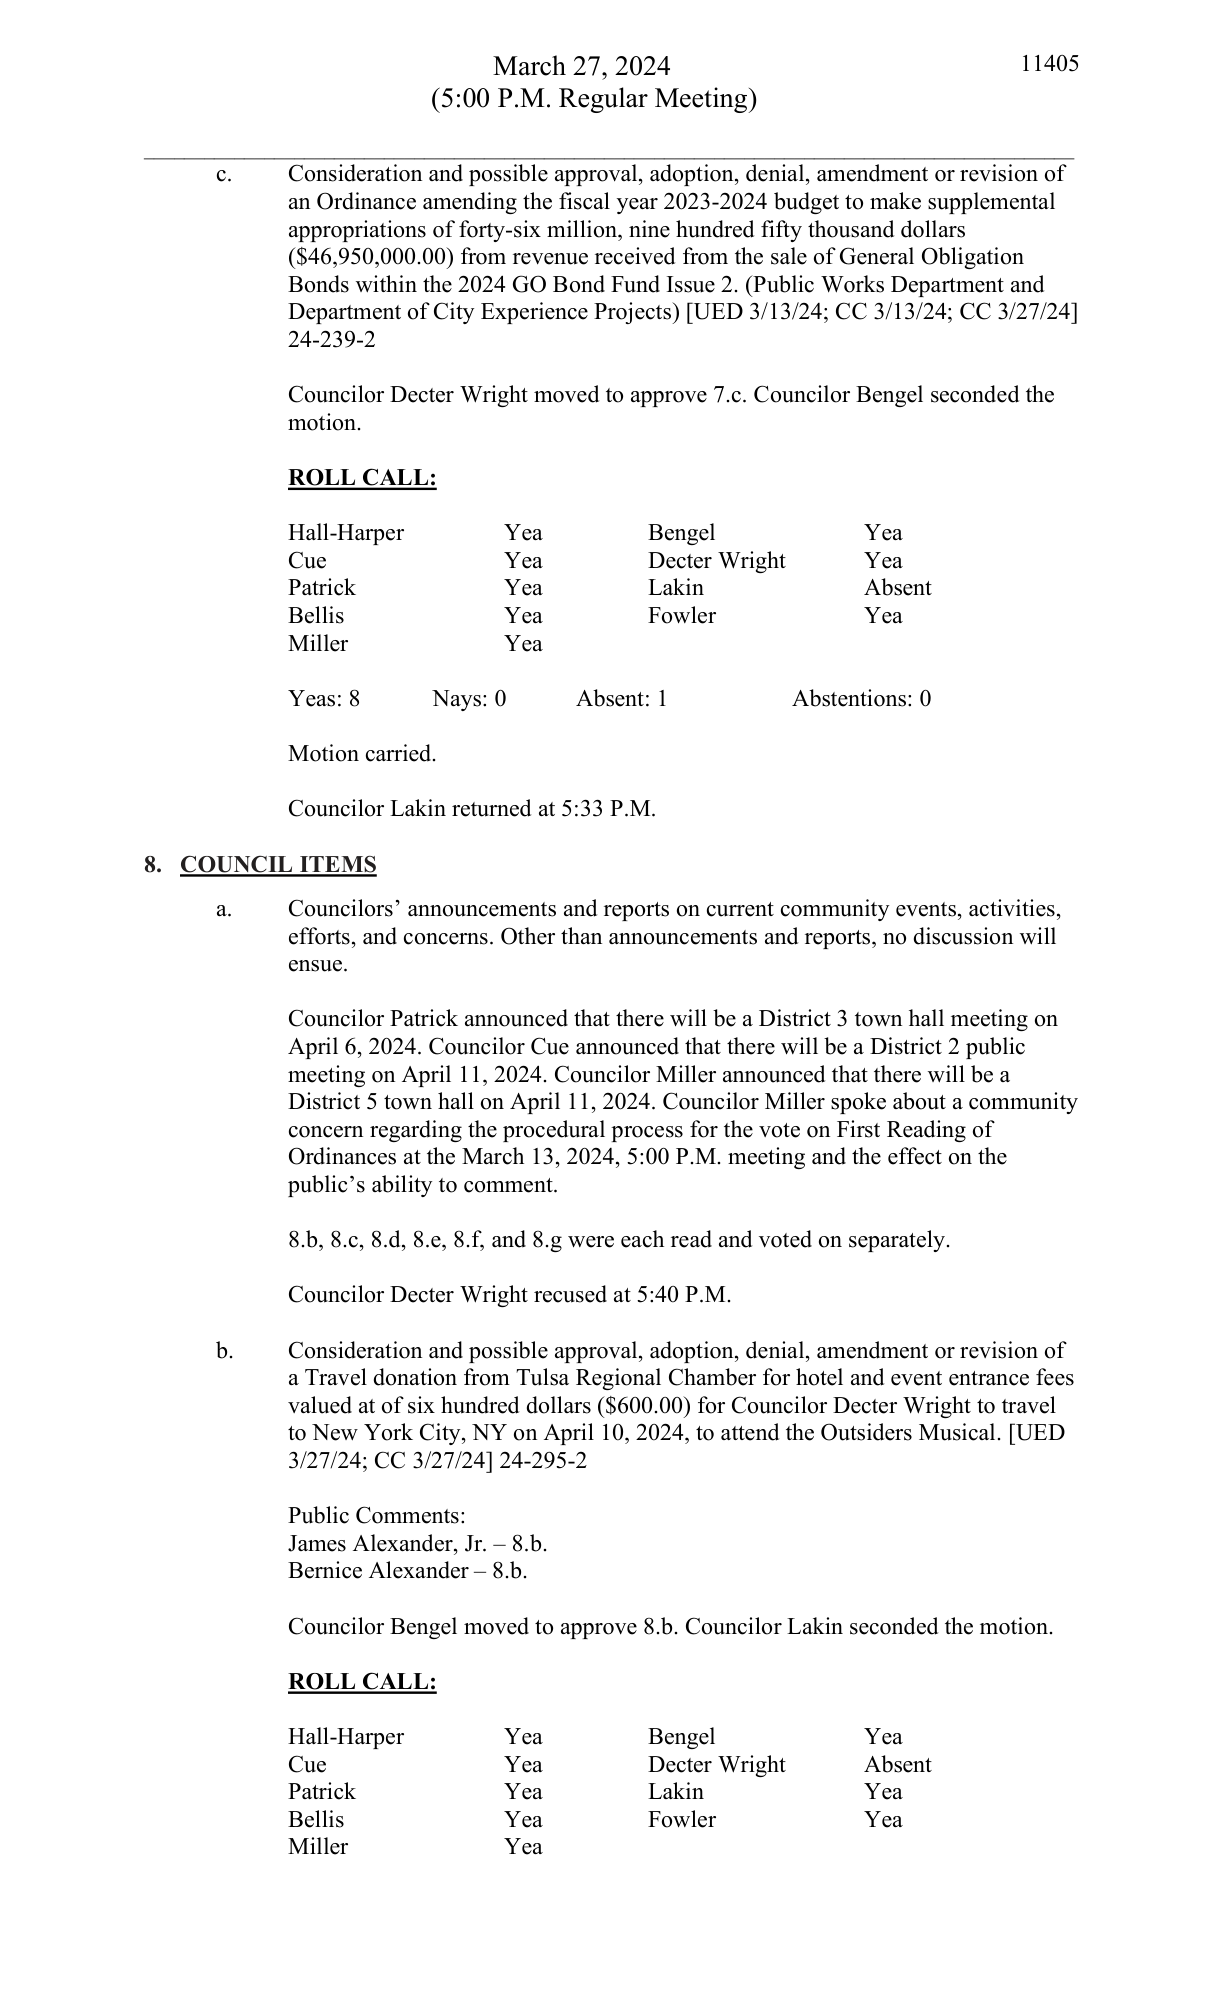 March 27, 2024
11405
(5:00 P.M. Regular Meeting)
c. Consideration and possible approval, adoption, denial, amendment or revision of
an Ordinance amending the fiscal year 2023-2024 budget to make supplemental
appropriations of forty-six million, nine hundred fifty thousand dollars
($46,950,000.00) from revenue received from the sale of General Obligation
Bonds within the 2024 GO Bond Fund Issue 2. (Public Works Department and
Department of City Experience Projects) [UED 3/13/24; CC 3/13/24; CC 3/27/24]
24-239-2
Councilor Decter Wright moved to approve 7.c. Councilor Bengel seconded the
motion.
ROLL CALL:
Hall-Harper Yea Bengel Yea
Cue Yea Decter Wright Yea
Patrick Yea Lakin Absent
Bellis Yea Fowler Yea
Miller Yea
Yeas: 8 Nays: 0 Absent: 1 Abstentions: 0
Motion carried.
Councilor Lakin returned at 5:33 P.M.
8. COUNCIL ITEMS
a. Councilors’ announcements and reports on current community events, activities,
efforts, and concerns. Other than announcements and reports, no discussion will
ensue.
Councilor Patrick announced that there will be a District 3 town hall meeting on
April 6, 2024. Councilor Cue announced that there will be a District 2 public
meeting on April 11, 2024. Councilor Miller announced that there will be a
District 5 town hall on April 11, 2024. Councilor Miller spoke about a community
concern regarding the procedural process for the vote on First Reading of
Ordinances at the March 13, 2024, 5:00 P.M. meeting and the effect on the
public’s ability to comment.
8.b, 8.c, 8.d, 8.e, 8.f, and 8.g were each read and voted on separately.
Councilor Decter Wright recused at 5:40 P.M.
b. Consideration and possible approval, adoption, denial, amendment or revision of
a Travel donation from Tulsa Regional Chamber for hotel and event entrance fees
valued at of six hundred dollars ($600.00) for Councilor Decter Wright to travel
to New York City, NY on April 10, 2024, to attend the Outsiders Musical. [UED
3/27/24; CC 3/27/24] 24-295-2
Public Comments:
James Alexander, Jr. – 8.b.
Bernice Alexander – 8.b.
Councilor Bengel moved to approve 8.b. Councilor Lakin seconded the motion.
ROLL CALL:
Hall-Harper Yea Bengel Yea
Cue Yea Decter Wright Absent
Patrick Yea Lakin Yea
Bellis Yea Fowler Yea
Miller Yea